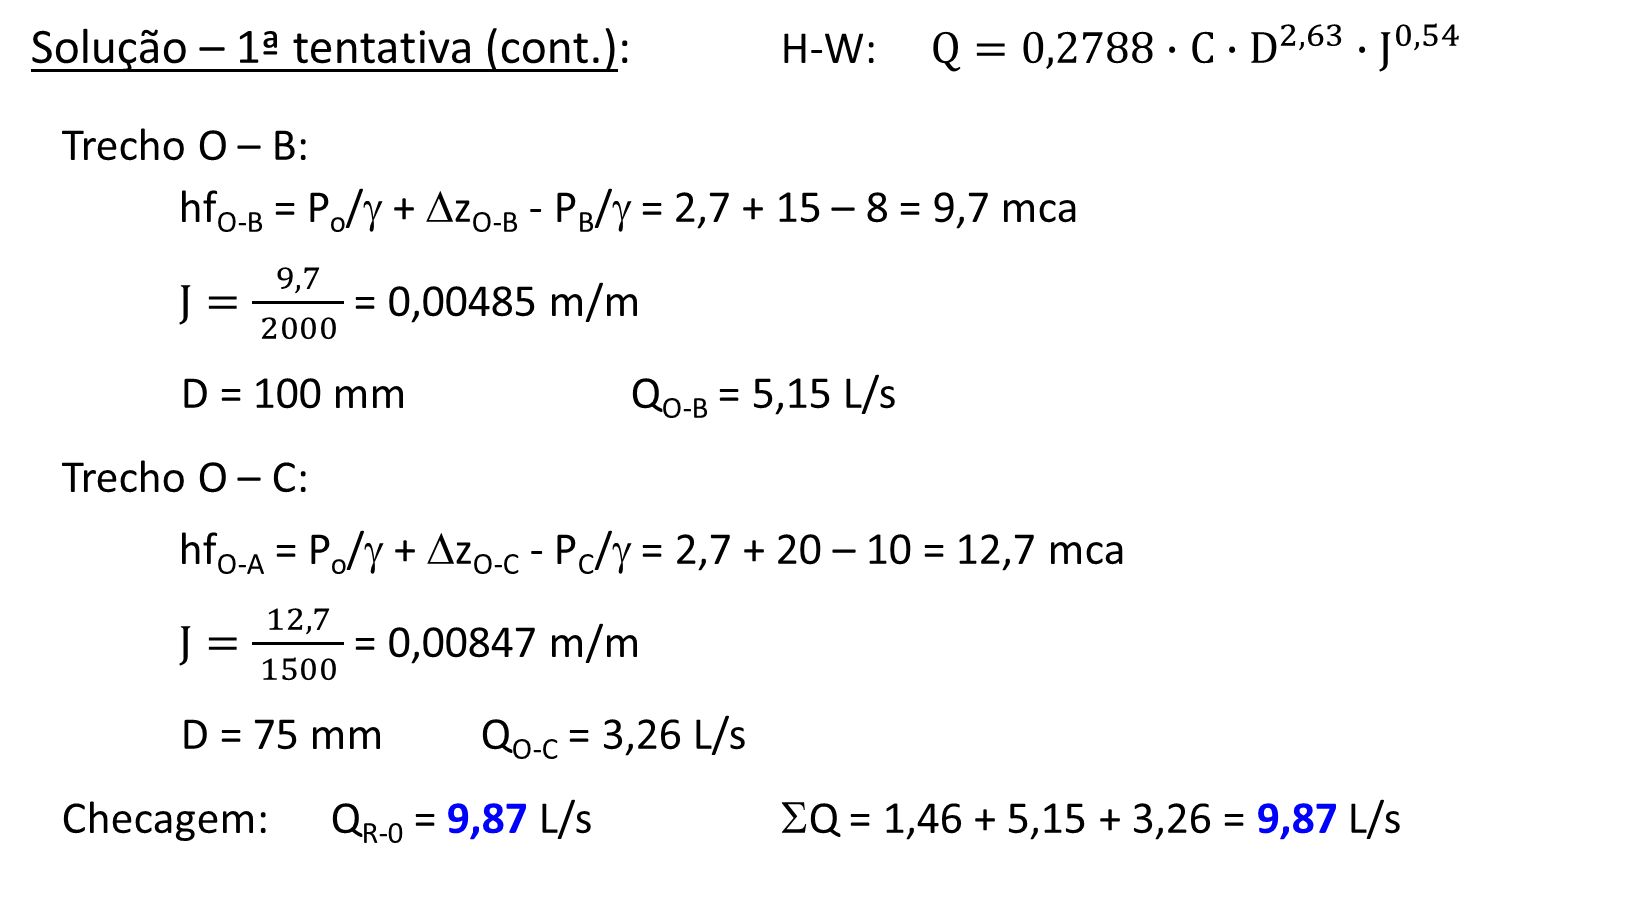 Solução – 1ª tentativa (cont.): H-W: Q = 0,2788 · C · D^2,63 · J^0,54
Trecho O – B:
hf_O-B = P_o/γ + Δz_O-B - P_B/γ = 2,7 + 15 – 8 = 9,7 mca
J = 9,7/2000 = 0,00485 m/m
D = 100 mm Q_O-B = 5,15 L/s
Trecho O – C:
hf_O-A = P_o/γ + Δz_O-C - P_C/γ = 2,7 + 20 – 10 = 12,7 mca
J = 12,7/1500 = 0,00847 m/m
D = 75 mm Q_O-C = 3,26 L/s
Checagem: Q_R-0 = 9,87 L/s ΣQ = 1,46 + 5,15 + 3,26 = 9,87 L/s